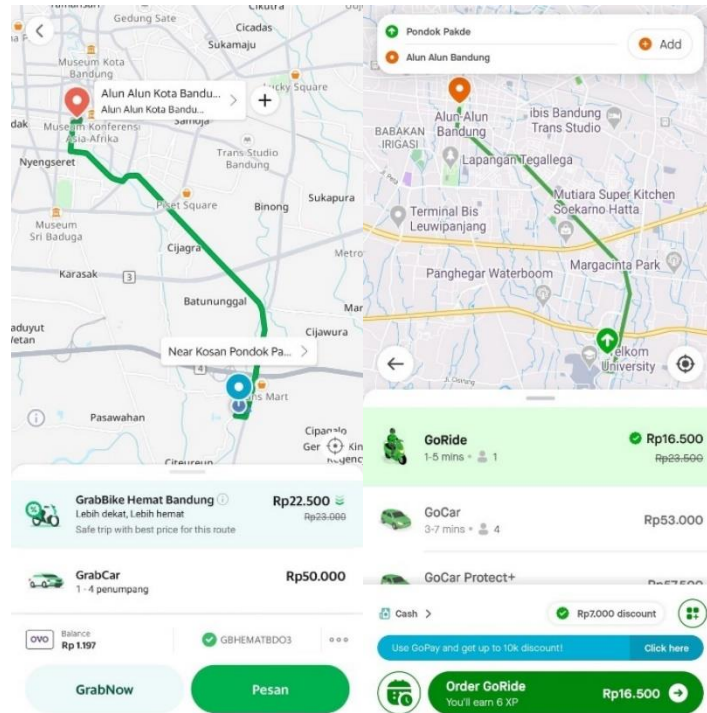 Gedung Sate
Cikutra
Cicadas
Sukamaju
Museum Kota
Bandung
Alun Alun Kota Bandu...
Alun Alun Kota Bandu...
Lucky Square
Samoja
Museum Konferensi
Asia-Afrika
Nyengseret
Trans Studio
Bandung
Piset Square
Binong
Sukapura
Museum
Sri Baduga
Cijagra
Metro
Karasak
3
Batununggal
Mar
Cijawura
Near Kosan Pondok Pa...
4
Trans Mart
Pasawahan
Cipagalo
Citeureup
GrabBike Hemat Bandung
Lebih dekat, Lebih hemat
Safe trip with best price for this route
Rp22.500
Rp23.000
GrabCar
1 - 4 penumpang
Rp50.000
OVO
Balance
Rp 1.197
GBHEMATBDO3
GrabNow
Pesan
Pondok Pakde
Alun Alun Bandung
Add
Alun-Alun
Bandung
ibis Bandung
Trans Studio
BABAKAN
IRIGASI
Lapangan Tegallega
Mutiara Super Kitchen
Soekarno Hatta
Terminal Bis
Leuwipanjang
Margacinta Park
Panghegar Waterboom
Telkom
University
GoRide
1-5 mins • 1
Rp16.500
Rp23.500
GoCar
3-7 mins • 4
Rp53.000
GoCar Protect+
Rp57.500
Cash >
Rp7.000 discount
Use GoPay and get up to 10k discount!
Click here
Order GoRide
You'll earn 6 XP
Rp16.500